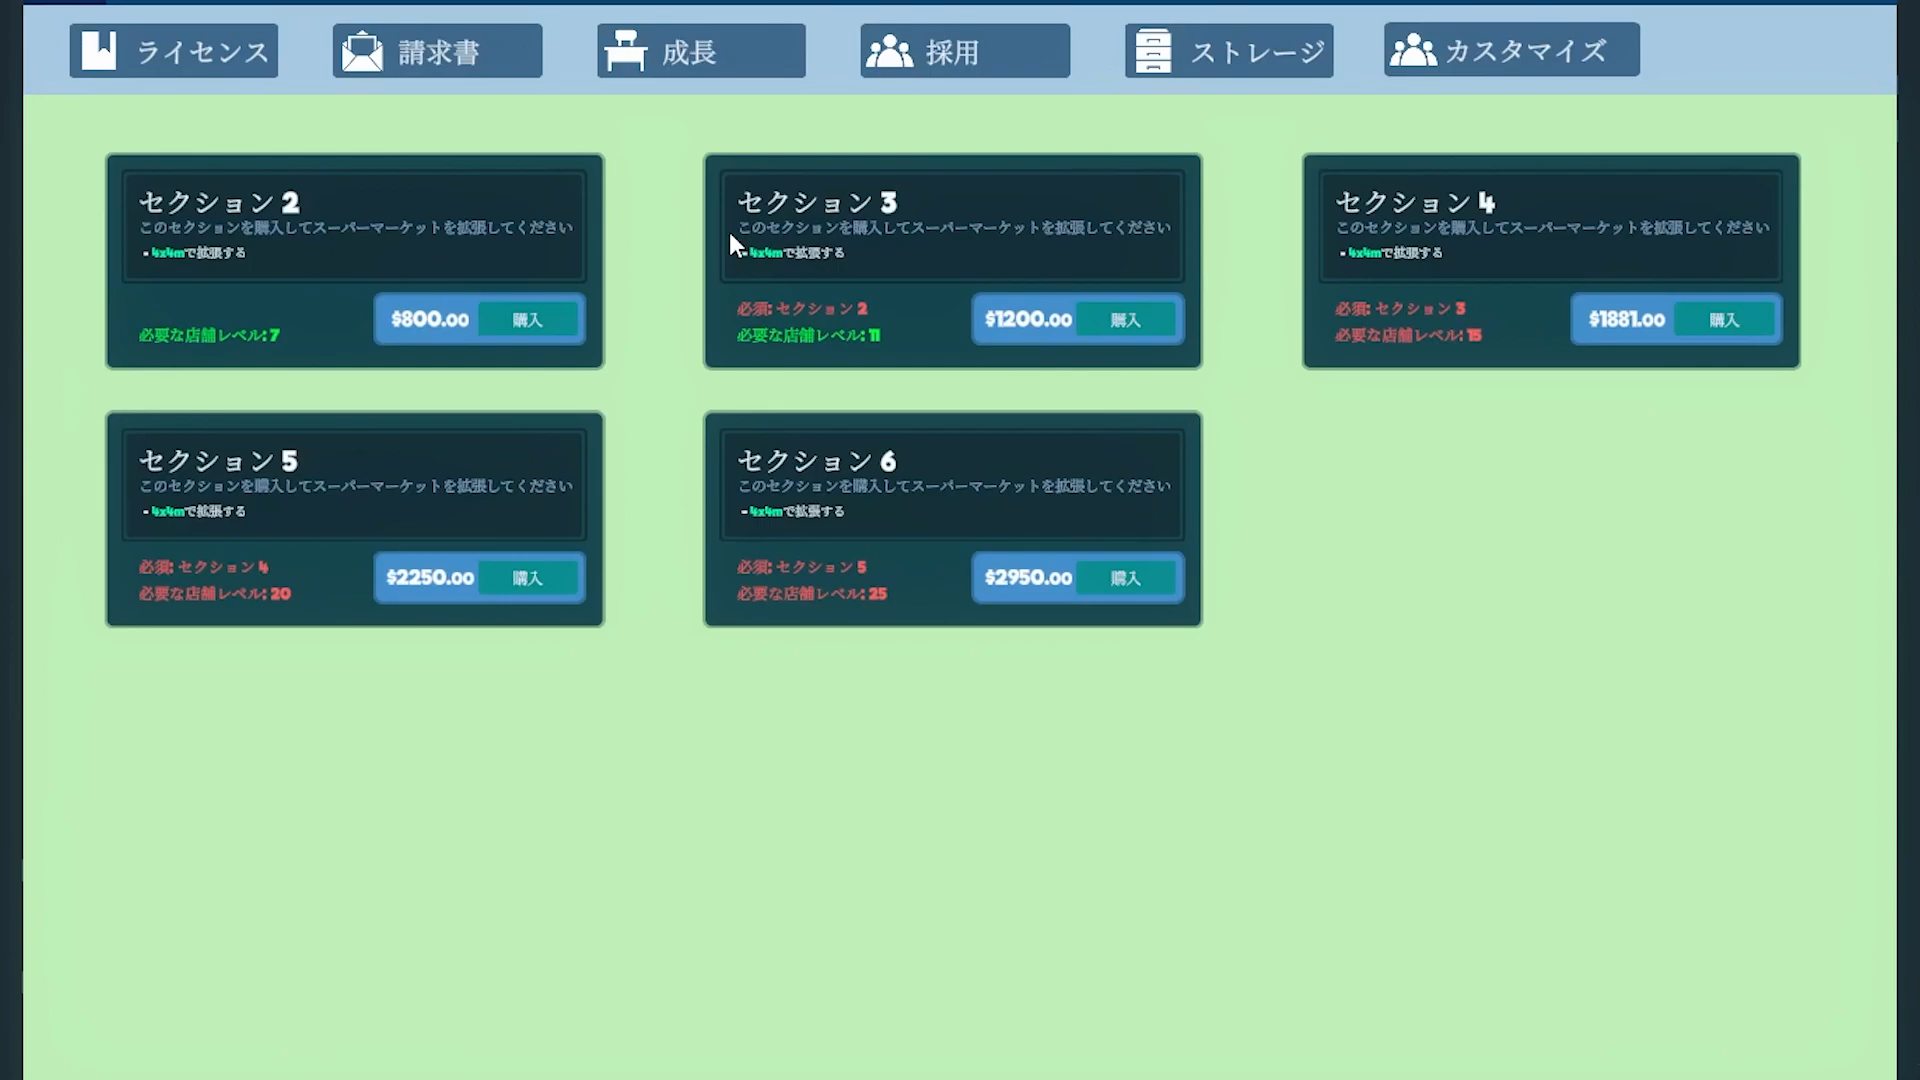 ライセンス
請求書
成長
採用
ストレージ
カスタマイズ
セクション 2
このセクションを購入してスーパーマーケットを拡張してください
- 4x4mで拡張する
必要な店舗レベル: 7
$800.00
購入
セクション 3
このセクションを購入してスーパーマーケットを拡張してください
- 4x4mで拡張する
必須: セクション 2
必要な店舗レベル: 11
$1200.00
購入
セクション 4
このセクションを購入してスーパーマーケットを拡張してください
- 4x4mで拡張する
必須: セクション 3
必要な店舗レベル: 15
$1881.00
購入
セクション 5
このセクションを購入してスーパーマーケットを拡張してください
- 4x4mで拡張する
必須: セクション 4
必要な店舗レベル: 20
$2250.00
購入
セクション 6
このセクションを購入してスーパーマーケットを拡張してください
- 4x4mで拡張する
必須: セクション 5
必要な店舗レベル: 25
$2950.00
購入